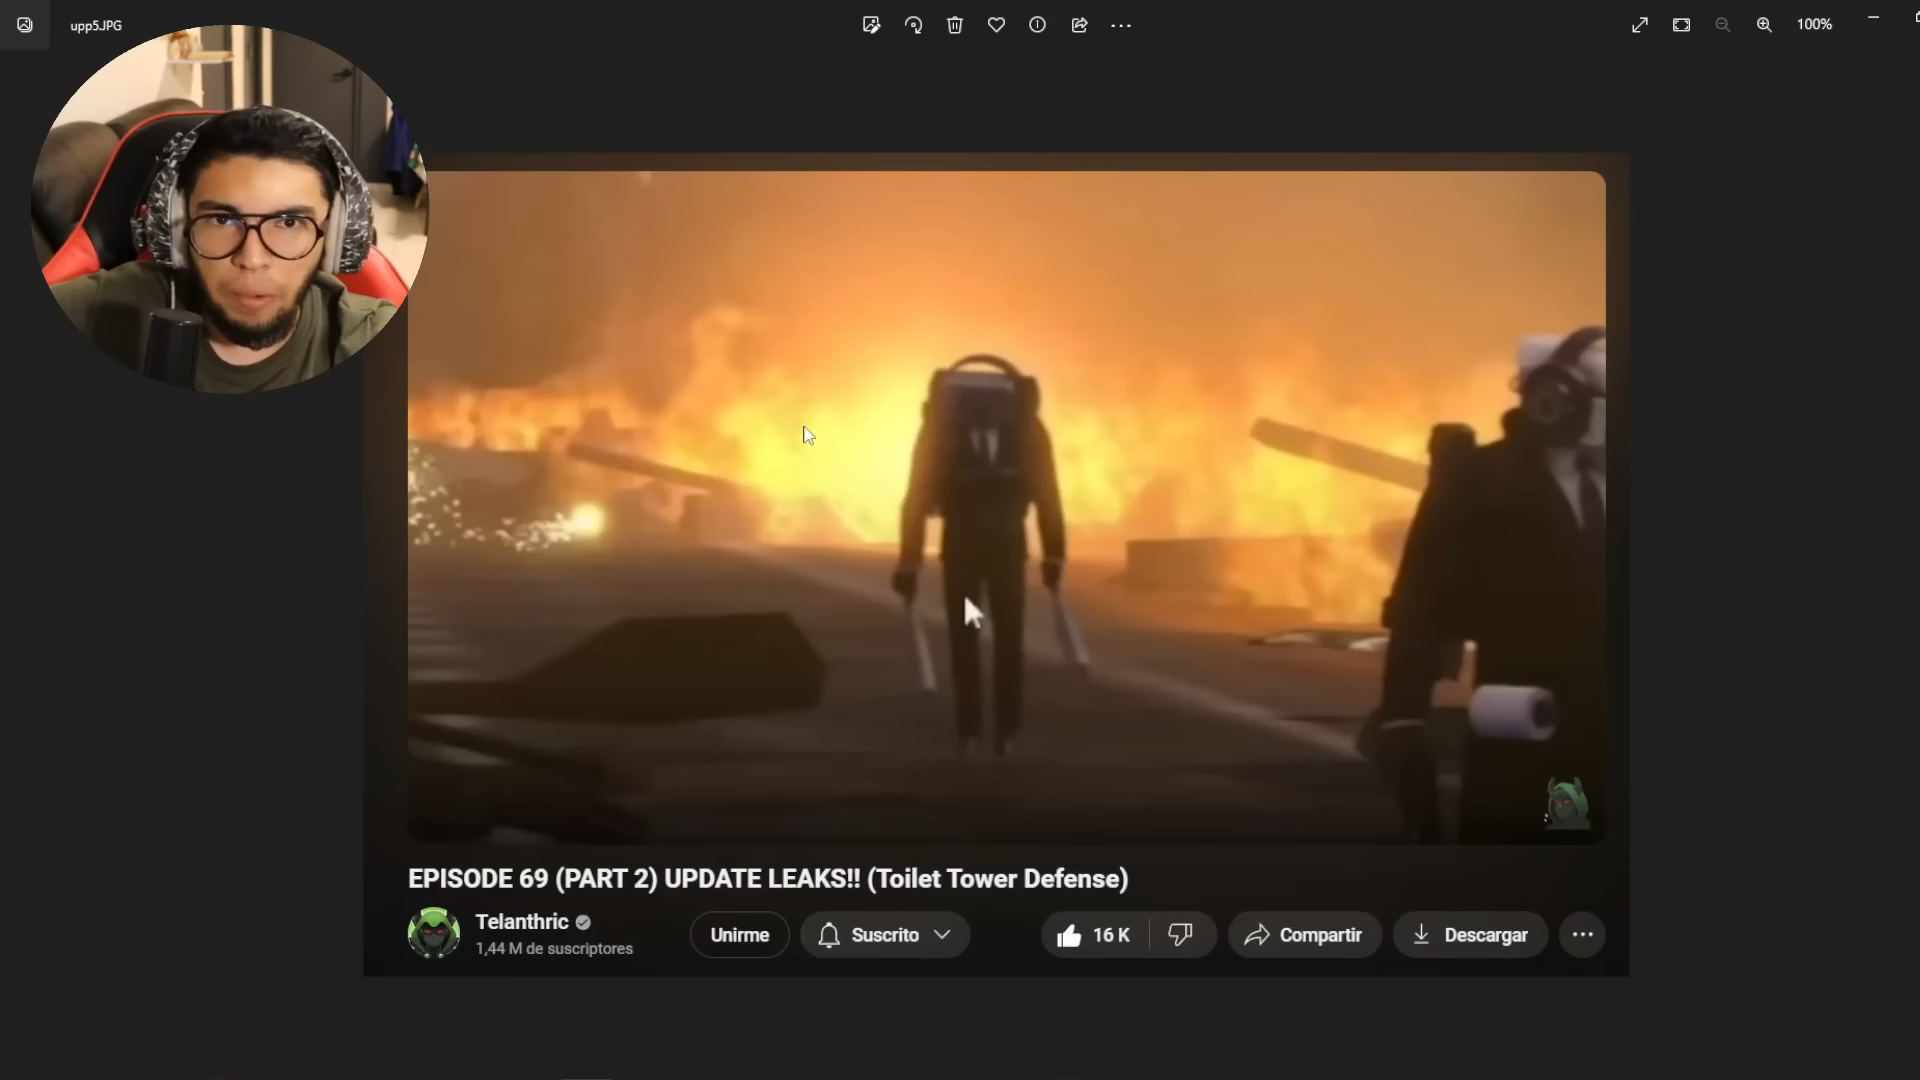 upp5.JPG
100%
EPISODE 69 (PART 2) UPDATE LEAKS!! (Toilet Tower Defense)
Telanthric
1,44 M de suscriptores
Unirme
Suscrito
16 K
Compartir
Descargar